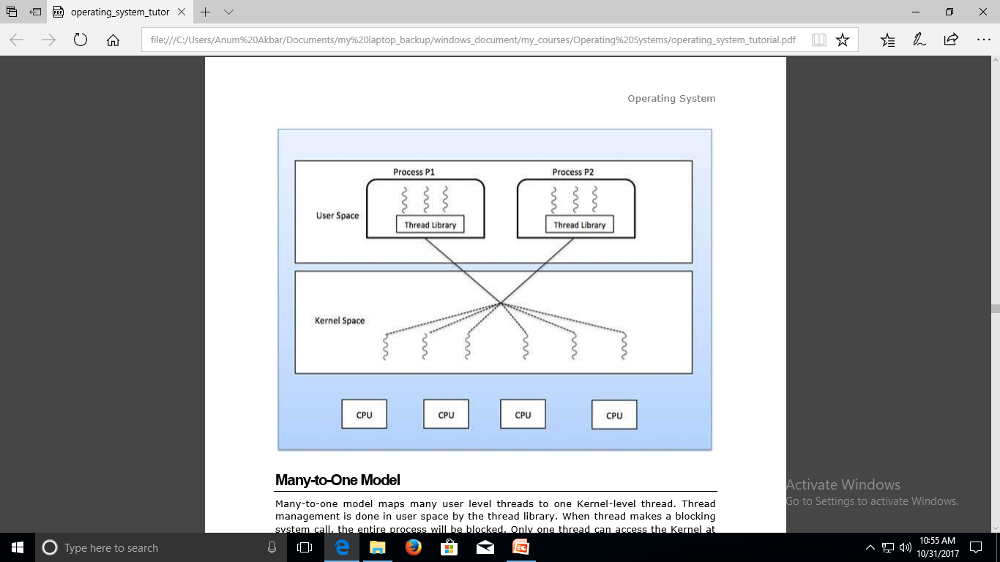 operating_system_tutor
file:///C:/Users/Anum%20Akbar/Documents/my%20laptop_backup/windows_document/my_courses/Operating%20Systems/operating_system_tutorial.pdf
Operating System
Process P1
Process P2
User Space
Thread Library
Thread Library
Kernel Space
CPU
CPU
CPU
CPU
Many-to-One Model
Many-to-one model maps many user level threads to one Kernel-level thread. Thread
management is done in user space by the thread library. When thread makes a blocking
system call, the entire process will be blocked. Only one thread can access the Kernel at
Activate Windows
Go to Settings to activate Windows.
Type here to search
10:55 AM
10/31/2017